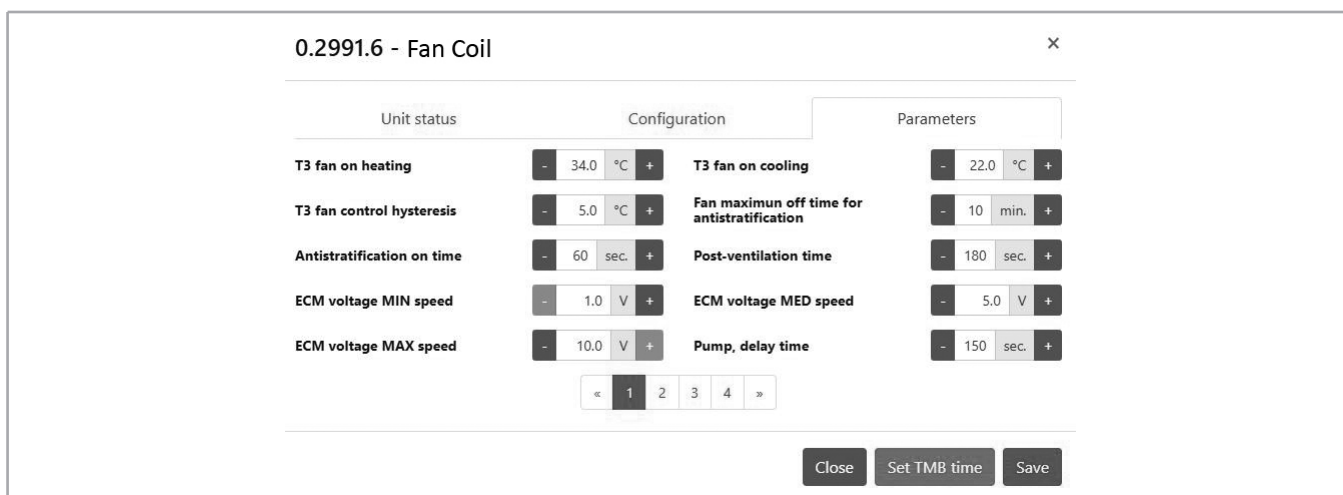 0.2991.6 - Fan Coil ×
Unit status Configuration Parameters
T3 fan on heating - 34.0 °C + T3 fan on cooling - 22.0 °C +
T3 fan control hysteresis - 5.0 °C + Fan maximun off time for
antistratification - 10 min. +
Antistratification on time - 60 sec. + Post-ventilation time - 180 sec. +
ECM voltage MIN speed - 1.0 V + ECM voltage MED speed - 5.0 V +
ECM voltage MAX speed - 10.0 V + Pump, delay time - 150 sec. +
« 1 2 3 4 »
Close Set TMB time Save